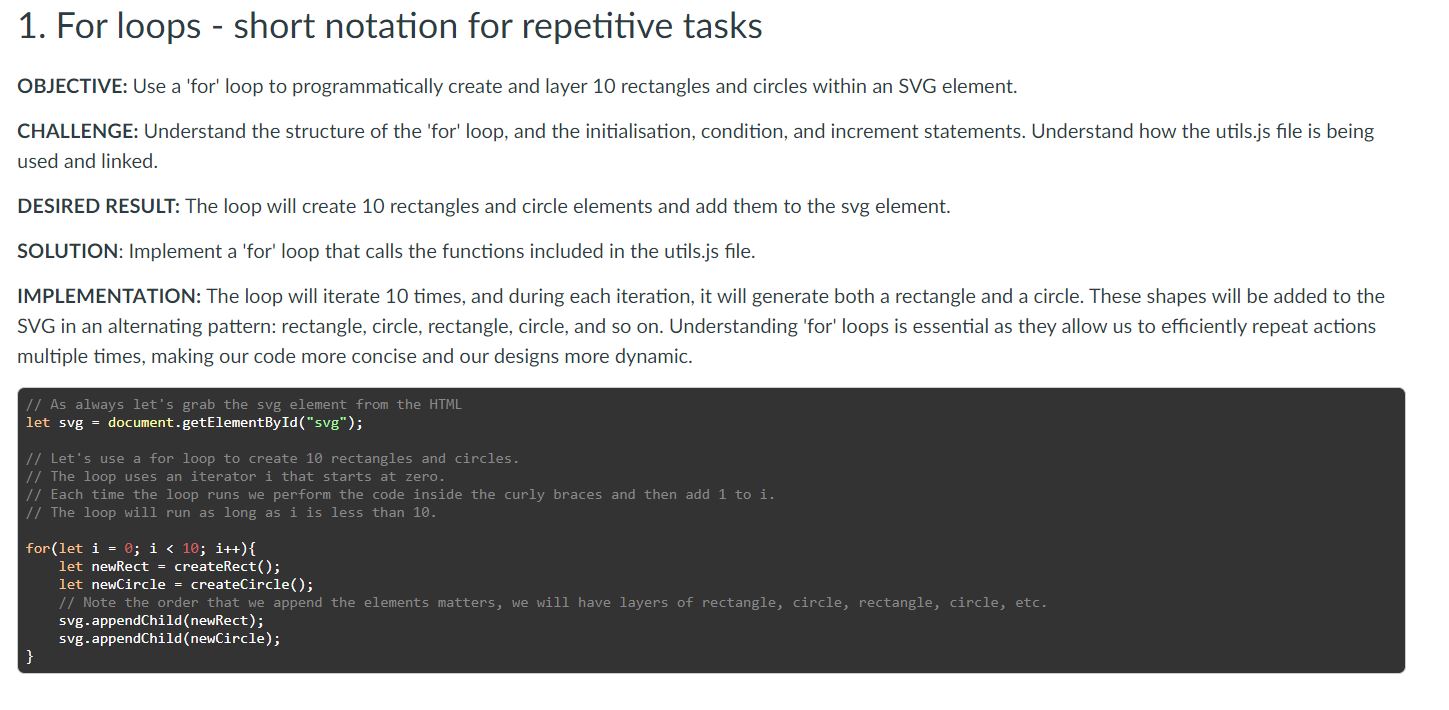 1. For loops - short notation for repetitive tasks
OBJECTIVE: Use a 'for' loop to programmatically create and layer 10 rectangles and circles within an SVG element.
CHALLENGE: Understand the structure of the 'for' loop, and the initialisation, condition, and increment statements. Understand how the utils.js file is being
used and linked.
DESIRED RESULT: The loop will create 10 rectangles and circle elements and add them to the svg element.
SOLUTION: Implement a 'for' loop that calls the functions included in the utils.js file.
IMPLEMENTATION: The loop will iterate 10 times, and during each iteration, it will generate both a rectangle and a circle. These shapes will be added to the
SVG in an alternating pattern: rectangle, circle, rectangle, circle, and so on. Understanding 'for' loops is essential as they allow us to efficiently repeat actions
multiple times, making our code more concise and our designs more dynamic.
// As always let's grab the svg element from the HTML
let svg = document.getElementById("svg");
// Let's use a for loop to create 10 rectangles and circles.
// The loop uses an iterator i that starts at zero.
// Each time the loop runs we perform the code inside the curly braces and then add 1 to i.
// The loop will run as long as i is less than 10.
for(let i = 0; i < 10; i++){
    let newRect = createRect();
    let newCircle = createCircle();
    // Note the order that we append the elements matters, we will have layers of rectangle, circle, rectangle, circle, etc.
    svg.appendChild(newRect);
    svg.appendChild(newCircle);
}